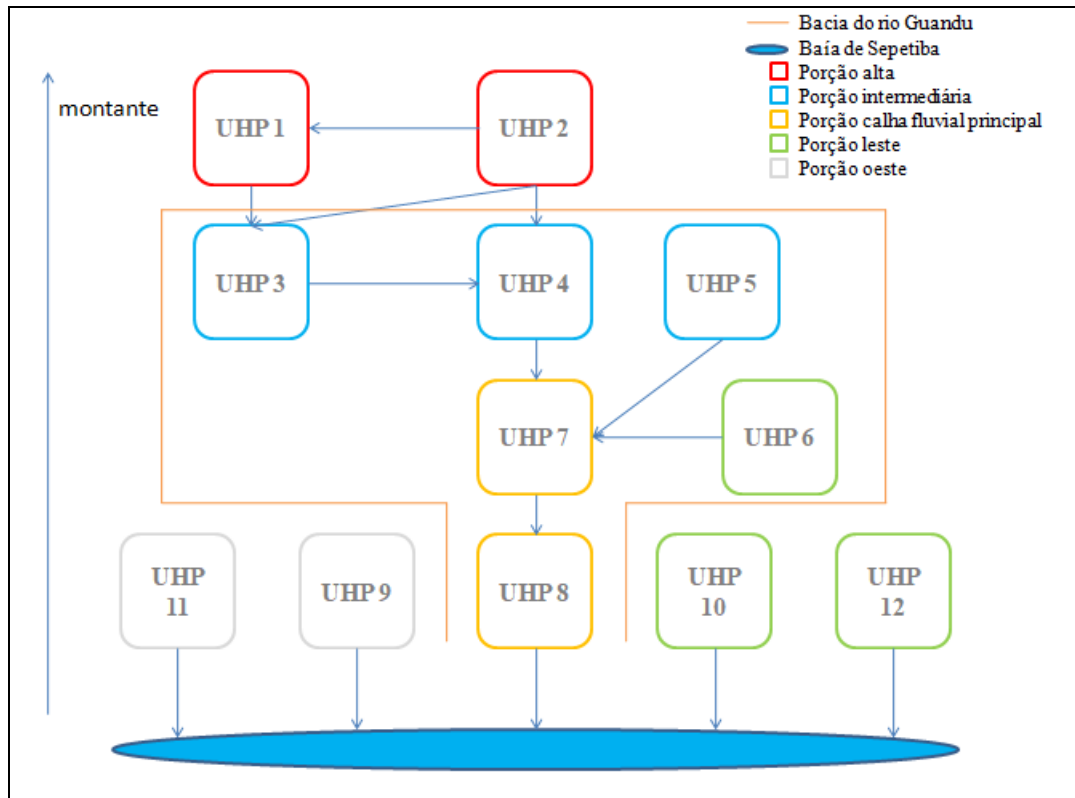 Bacia do rio Guandu
Baía de Sepetiba
Porção alta
Porção intermediária
Porção calha fluvial principal
Porção leste
Porção oeste
montante
UHP 1
UHP 2
UHP 3
UHP 4
UHP 5
UHP 7
UHP 6
UHP
11
UHP 9
UHP 8
UHP
10
UHP
12